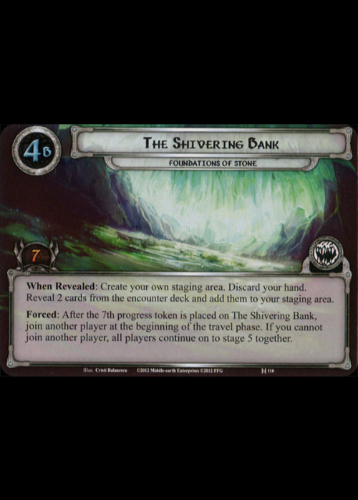 4B
THE SHIVERING BANK
FOUNDATIONS OF STONE
7
When Revealed: Create your own staging area. Discard your hand.
Reveal 2 cards from the encounter deck and add them to your staging area.
Forced: After the 7th progress token is placed on The Shivering Bank,
join another player at the beginning of the travel phase. If you cannot
join another player, all players continue on to stage 5 together.
Illus. Cristi Balanescu ©2012 Middle-earth Enterprises ©2012 FFG 118